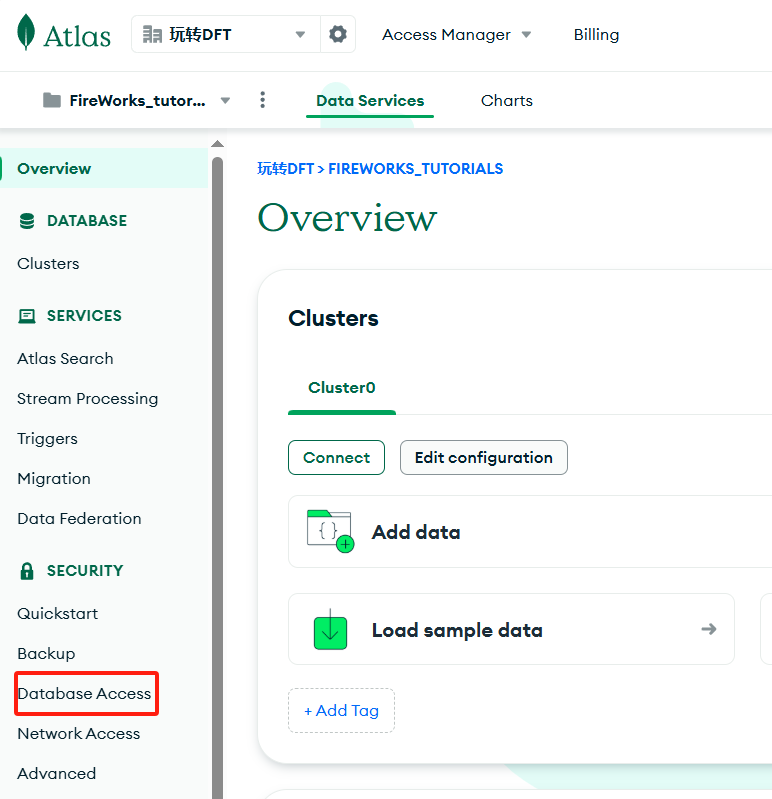 Atlas
玩转DFT
Access Manager
Billing
FireWorks_tutor...
Data Services
Charts
Overview
DATABASE
Clusters
SERVICES
Atlas Search
Stream Processing
Triggers
Migration
Data Federation
SECURITY
Quickstart
Backup
Database Access
Network Access
Advanced
玩转DFT > FIREWORKS_TUTORIALS
Overview
Clusters
Cluster0
Connect
Edit configuration
{ }
Add data
Load sample data
+ Add Tag